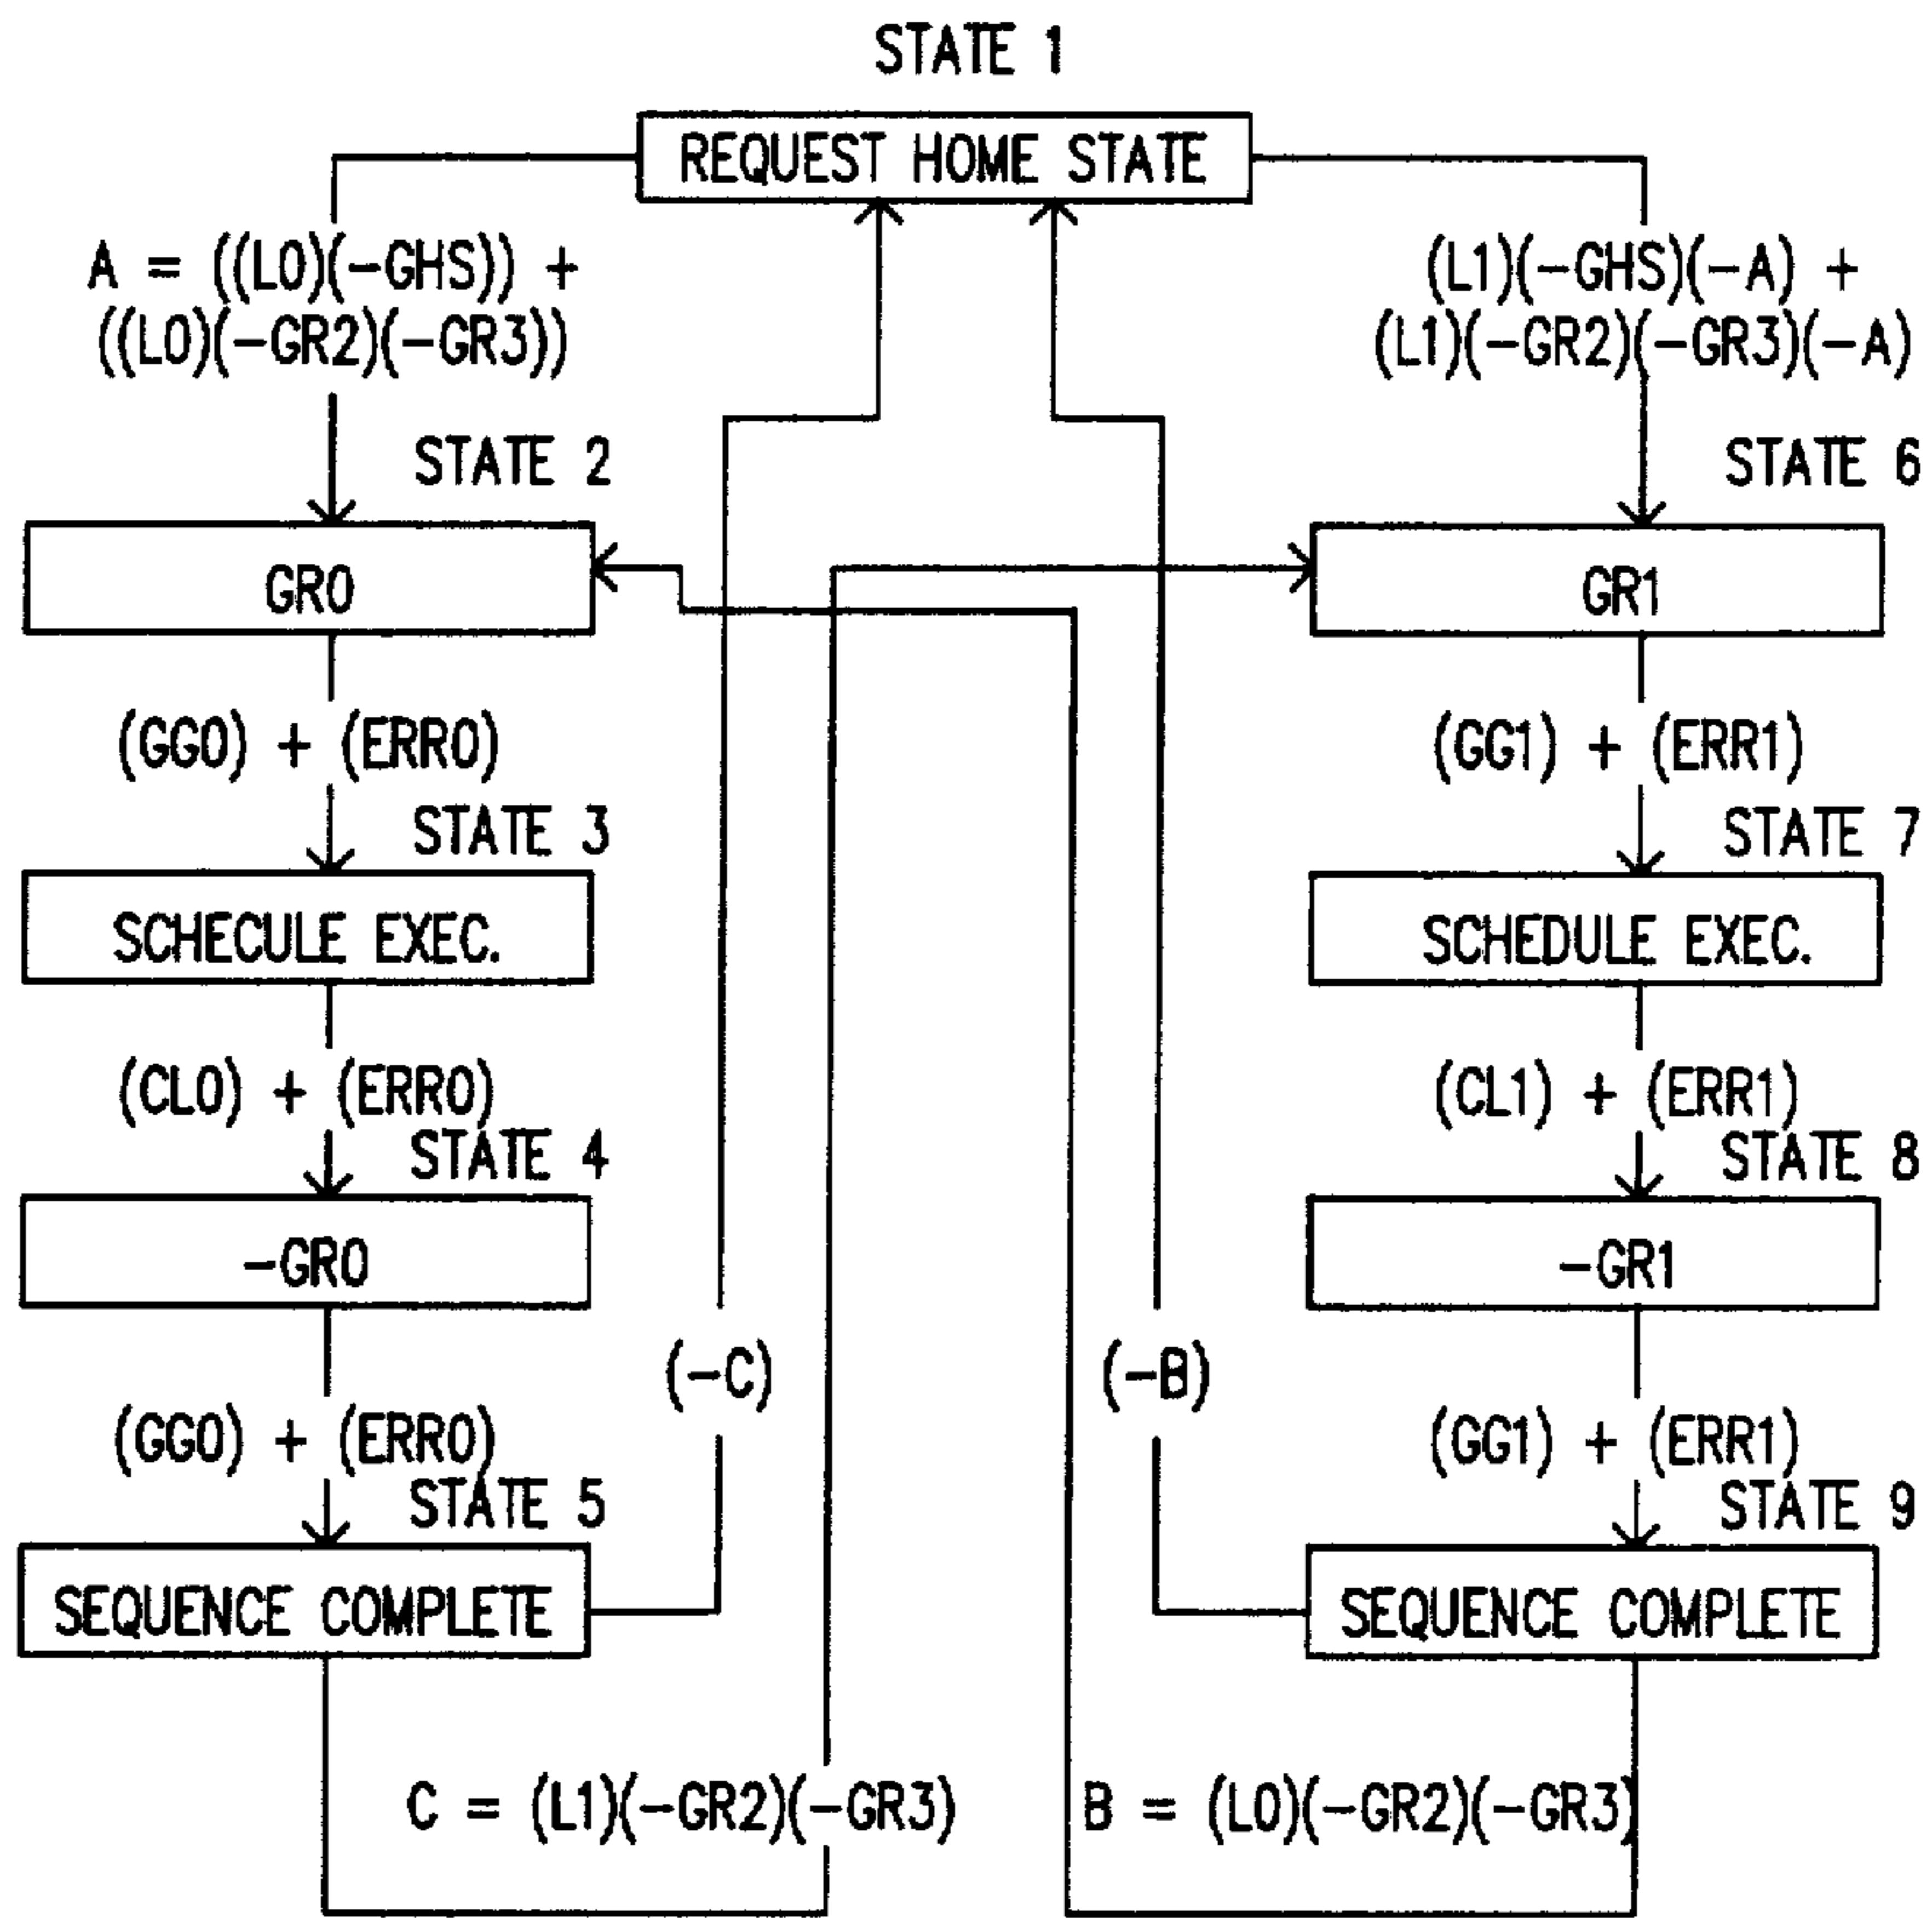 STATE 1
REQUEST HOME STATE
A = ((L0)(-GHS)) +
((L0)(-GR2)(-GR3))
(L1)(-GHS)(-A) +
(L1)(-GR2)(-GR3)(-A)
STATE 2
STATE 6
GR0
GR1
(GG0) + (ERR0)
(GG1) + (ERR1)
STATE 3
STATE 7
SCHECULE EXEC.
SCHEDULE EXEC.
(CL0) + (ERR0)
(CL1) + (ERR1)
STATE 4
STATE 8
-GR0
-GR1
(-C)
(-B)
(GG0) + (ERR0)
(GG1) + (ERR1)
STATE 5
STATE 9
SEQUENCE COMPLETE
SEQUENCE COMPLETE
C = (L1)(-GR2)(-GR3)
B = (L0)(-GR2)(-GR3)